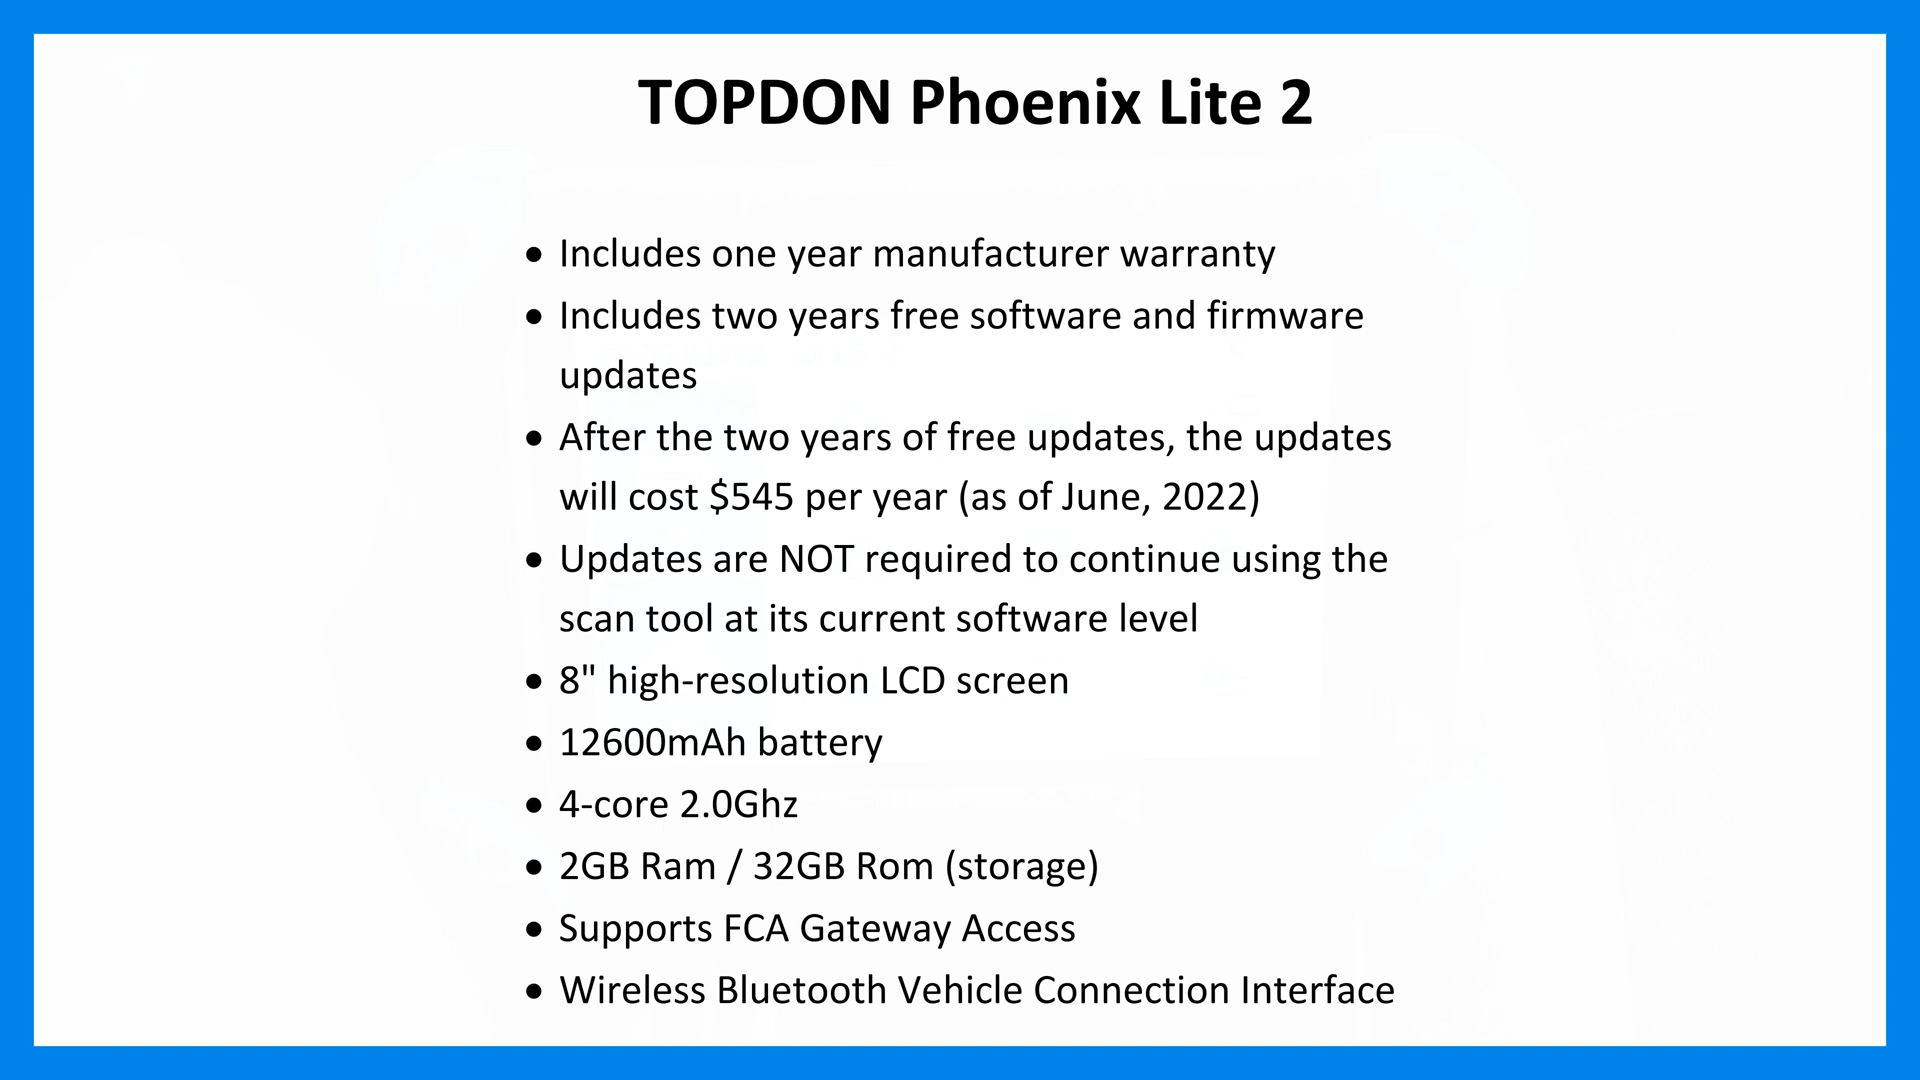 TOPDON Phoenix Lite 2
• Includes one year manufacturer warranty
• Includes two years free software and firmware
updates
• After the two years of free updates, the updates
will cost $545 per year (as of June, 2022)
• Updates are NOT required to continue using the
scan tool at its current software level
• 8" high-resolution LCD screen
• 12600mAh battery
• 4-core 2.0Ghz
• 2GB Ram / 32GB Rom (storage)
• Supports FCA Gateway Access
• Wireless Bluetooth Vehicle Connection Interface